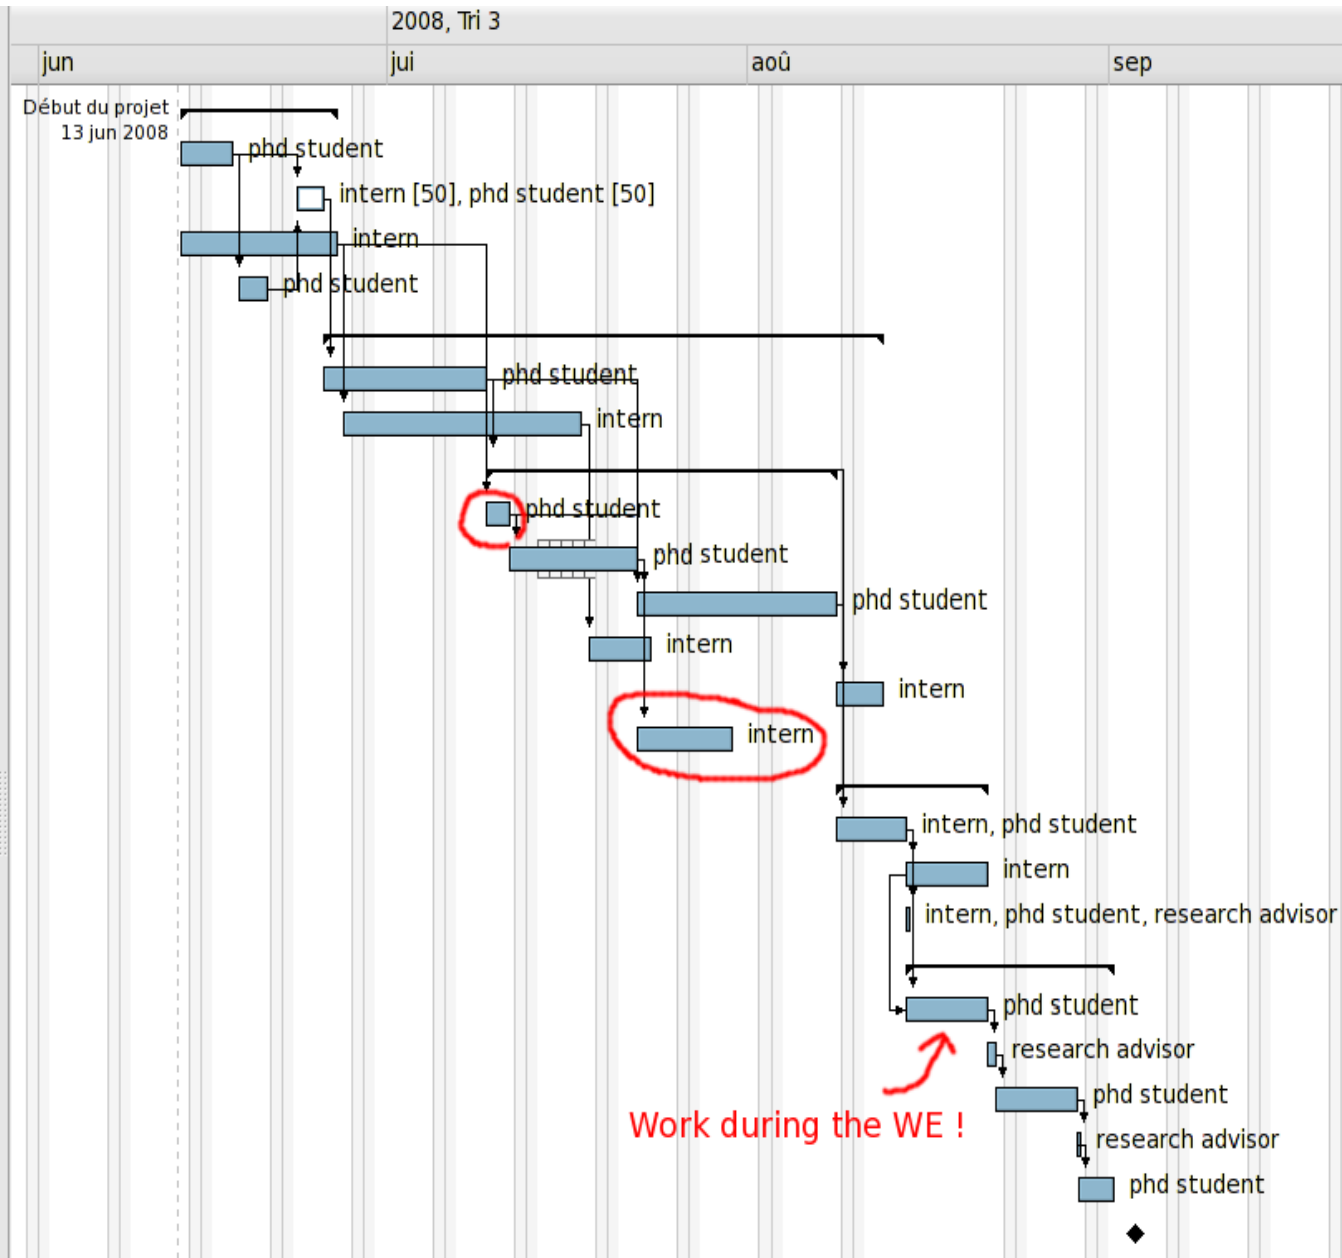 2008, Tri 3
jun jui aoû sep
Début du projet
13 jun 2008
phd student
intern [50], phd student [50]
intern
phd student
phd student
intern
phd student
phd student
phd student
intern
intern
intern
intern, phd student
intern
intern, phd student, research advisor
phd student
research advisor
phd student
Work during the WE !
research advisor
phd student